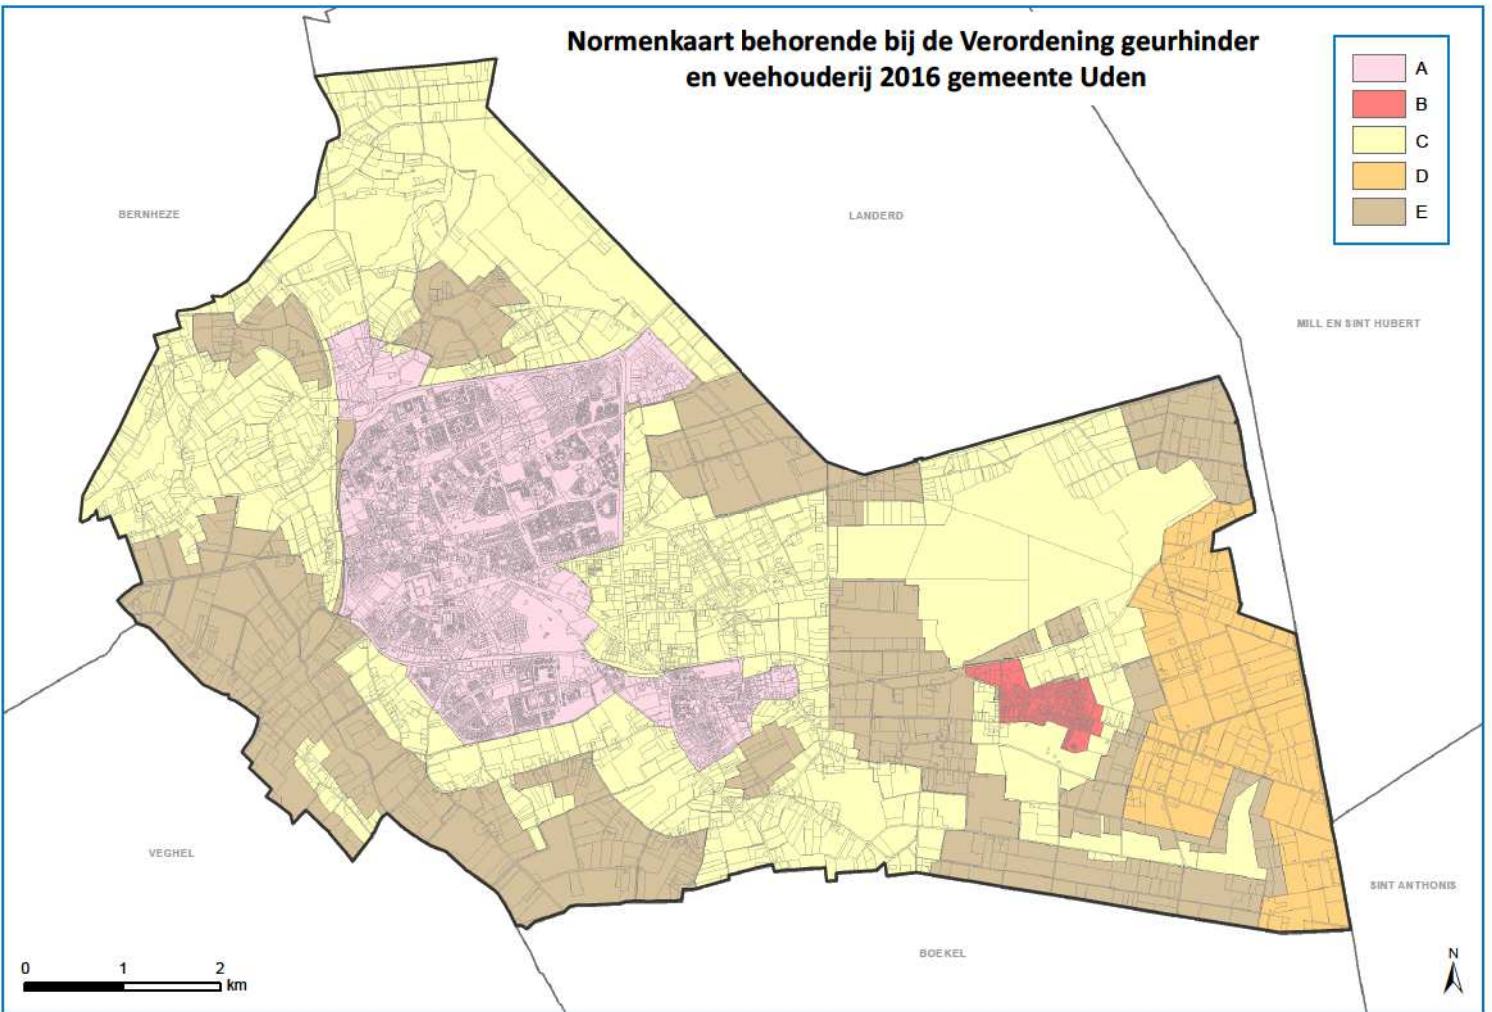 Normenkaart behorende bij de Verordening geurhinder
en veehouderij 2016 gemeente Uden
A
B
C
D
E
BERNHEZE
LANDERD
MILL EN SINT HUBERT
VEGHEL
SINT ANTHONIS
BOEKEL
N
0 1 2
km